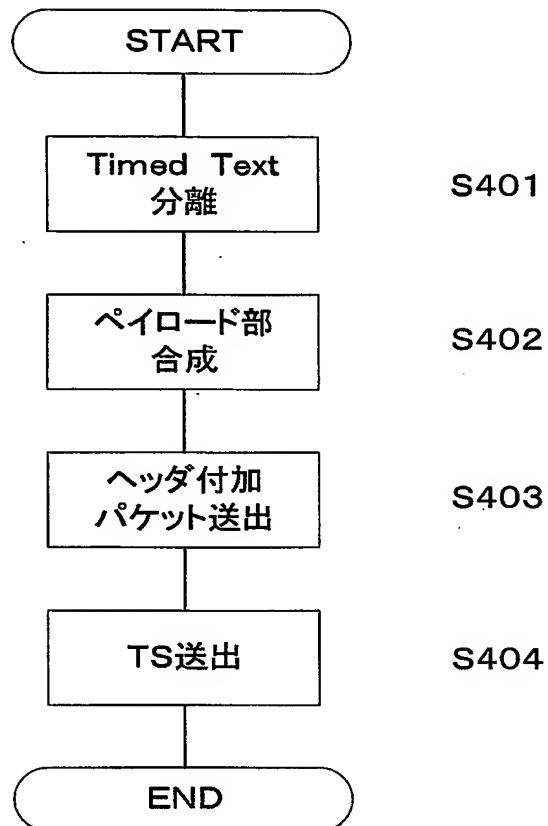 START
Timed Text
分離
S401
ペイロード部
合成
S402
ヘッダ付加
パケット送出
S403
TS送出
S404
END